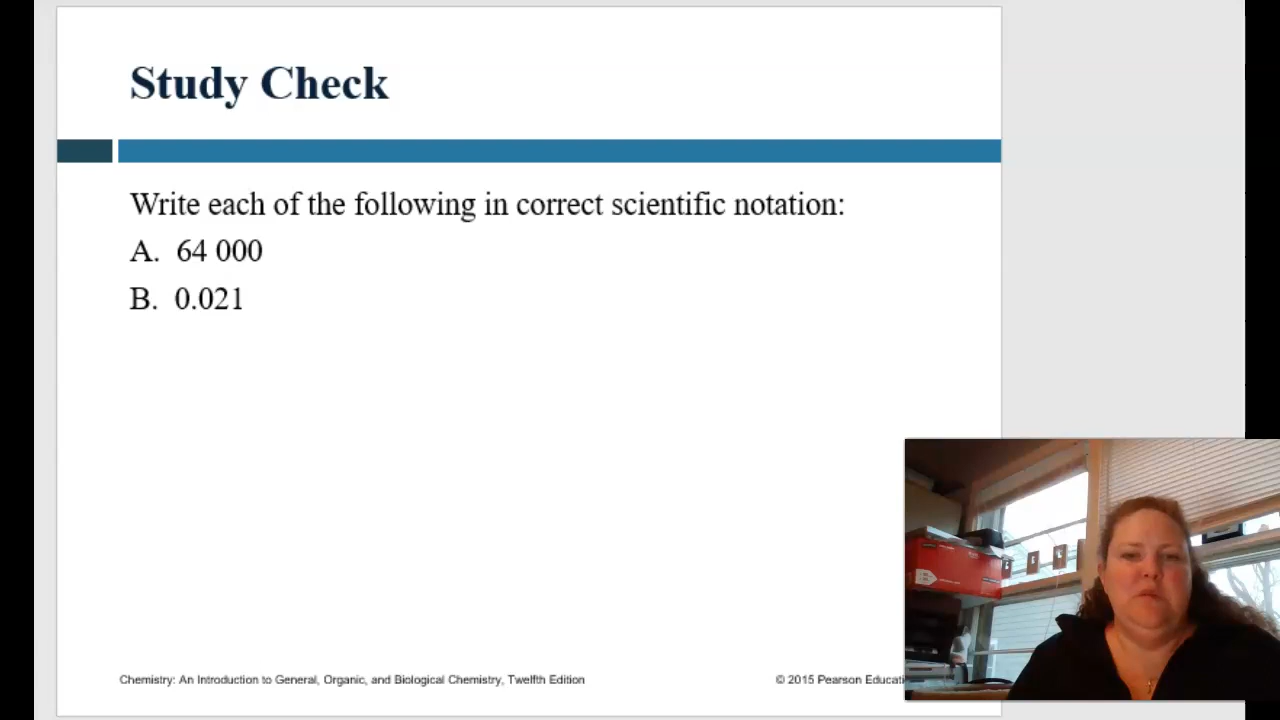 Study Check
Write each of the following in correct scientific notation:
A. 64 000
B. 0.021
Chemistry: An Introduction to General, Organic, and Biological Chemistry, Twelfth Edition
© 2015 Pearson